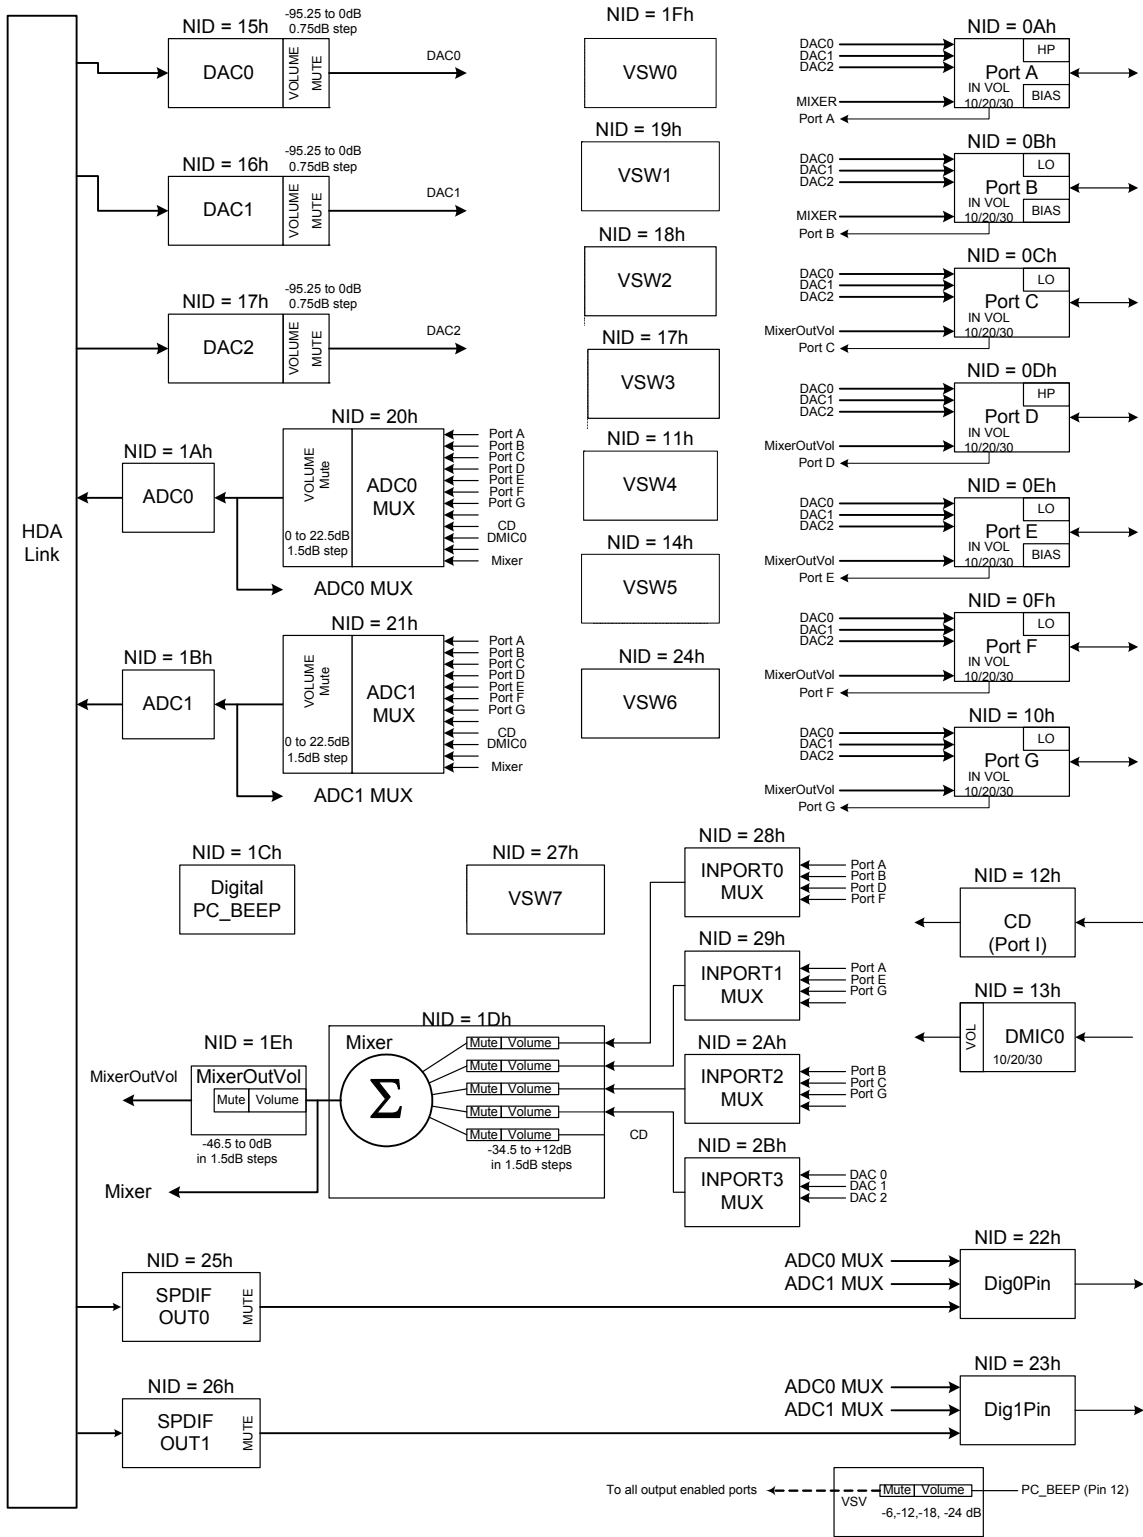 HDA
Link
NID = 15h
-95.25 to 0dB
0.75dB step
DAC0
VOLUME
MUTE
DAC0
NID = 16h
-95.25 to 0dB
0.75dB step
DAC1
VOLUME
MUTE
DAC1
NID = 17h
-95.25 to 0dB
0.75dB step
DAC2
VOLUME
MUTE
DAC2
NID = 1Ah
ADC0
NID = 20h
VOLUME
Mute
0 to 22.5dB
1.5dB step
ADC0
MUX
Port A
Port B
Port C
Port D
Port E
Port F
Port G
CD
DMIC0
Mixer
ADC0 MUX
NID = 1Bh
ADC1
NID = 21h
VOLUME
Mute
0 to 22.5dB
1.5dB step
ADC1
MUX
Port A
Port B
Port C
Port D
Port E
Port F
Port G
CD
DMIC0
Mixer
ADC1 MUX
NID = 1Fh
VSW0
NID = 19h
VSW1
NID = 18h
VSW2
NID = 17h
VSW3
NID = 11h
VSW4
NID = 14h
VSW5
NID = 24h
VSW6
NID = 0Ah
DAC0
DAC1
DAC2
MIXER
Port A
HP
Port A
IN VOL
10/20/30
BIAS
NID = 0Bh
DAC0
DAC1
DAC2
MIXER
Port B
LO
Port B
IN VOL
10/20/30
BIAS
NID = 0Ch
DAC0
DAC1
DAC2
MixerOutVol
Port C
LO
Port C
IN VOL
10/20/30
NID = 0Dh
DAC0
DAC1
DAC2
MixerOutVol
Port D
HP
Port D
IN VOL
10/20/30
NID = 0Eh
DAC0
DAC1
DAC2
MixerOutVol
Port E
LO
Port E
IN VOL
10/20/30
BIAS
NID = 0Fh
DAC0
DAC1
DAC2
MixerOutVol
Port F
LO
Port F
IN VOL
10/20/30
NID = 10h
DAC0
DAC1
DAC2
MixerOutVol
Port G
LO
Port G
IN VOL
10/20/30
NID = 1Ch
Digital
PC_BEEP
NID = 27h
VSW7
NID = 28h
INPORT0
MUX
Port A
Port B
Port D
Port F
NID = 29h
INPORT1
MUX
Port A
Port E
Port G
NID = 2Ah
INPORT2
MUX
Port B
Port C
Port G
NID = 2Bh
INPORT3
MUX
DAC 0
DAC 1
DAC 2
NID = 12h
CD
(Port I)
NID = 13h
VOL
DMIC0
10/20/30
NID = 1Dh
Mixer
Σ
Mute Volume
Mute Volume
Mute Volume
Mute Volume
Mute Volume
-34.5 to +12dB
in 1.5dB steps
CD
NID = 1Eh
MixerOutVol
MixerOutVol
Mute Volume
-46.5 to 0dB
in 1.5dB steps
Mixer
NID = 25h
SPDIF
OUT0
MUTE
ADC0 MUX
ADC1 MUX
NID = 22h
Dig0Pin
NID = 26h
SPDIF
OUT1
MUTE
ADC0 MUX
ADC1 MUX
NID = 23h
Dig1Pin
To all output enabled ports
VSV
Mute Volume
-6,-12,-18, -24 dB
PC_BEEP (Pin 12)